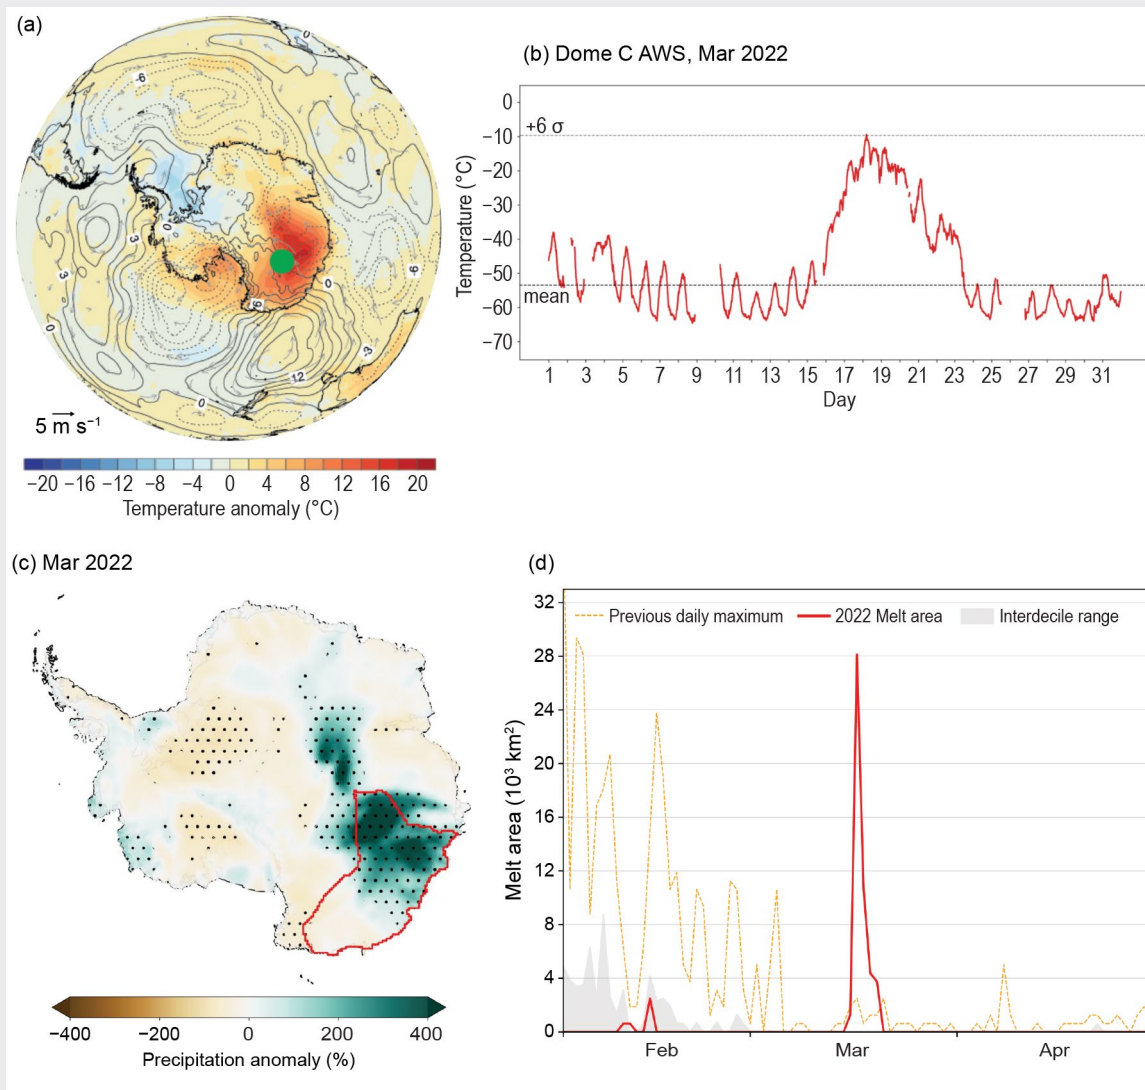 (a)
0
−6
0
3
3
0
6
0
−6
−3
12
0
5 m s⁻¹
−20 −16 −12 −8 −4 0 4 8 12 16 20
Temperature anomaly (°C)
(b) Dome C AWS, Mar 2022
0
+6 σ
−10
−20
−30
−40
−50
mean
−60
−70
Temperature (°C)
1 3 5 7 9 11 13 15 17 19 21 23 25 27 29 31
Day
(c) Mar 2022
−400 −200 0 200 400
Precipitation anomaly (%)
(d)
32
Previous daily maximum 2022 Melt area Interdecile range
28
24
20
16
12
8
4
0
Melt area (10³ km²)
Feb Mar Apr